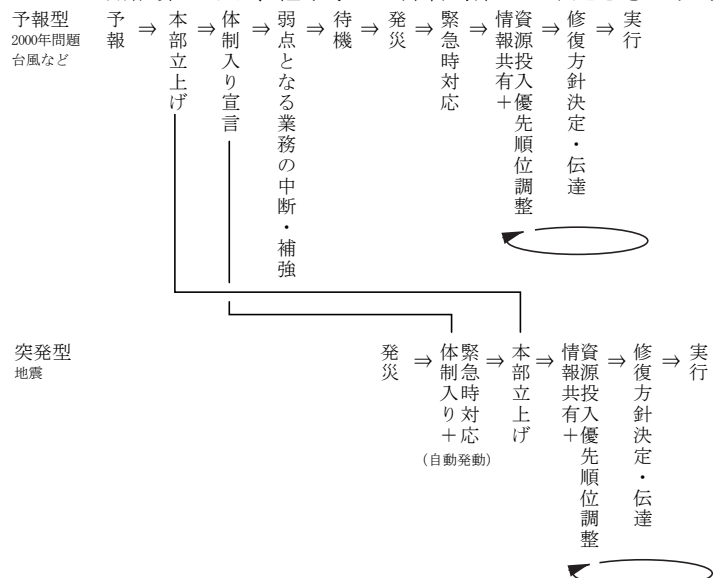 予報型
2000年問題
台風など
予報
⇒
本部立上げ
⇒
体制入り宣言
⇒
弱点となる業務の中断・補強
⇒
待機
⇒
発災
⇒
緊急時対応
⇒
資源投入優先順位調整
情報共有＋
⇒
修復方針決定・伝達
⇒
実行
突発型
地震
発災
⇒
緊急時対応
体制入り＋
（自動発動）
⇒
本部立上げ
⇒
資源投入優先順位調整
情報共有＋
⇒
修復方針決定・伝達
⇒
実行